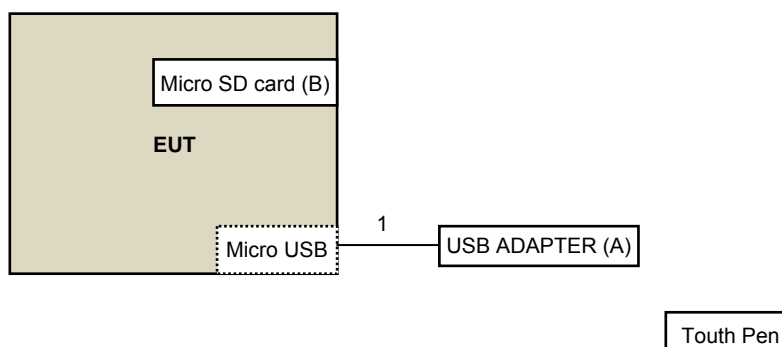 Micro SD card (B)
EUT
1
Micro USB
USB ADAPTER (A)
Touth Pen